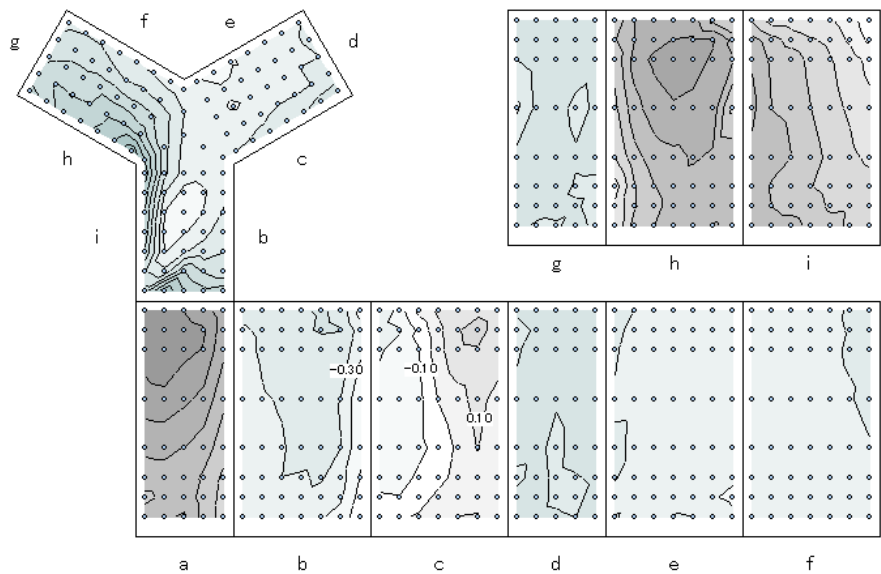 f e
g d
h c
i b
g h i
−0.30 −0.10
0.10
a b c d e f